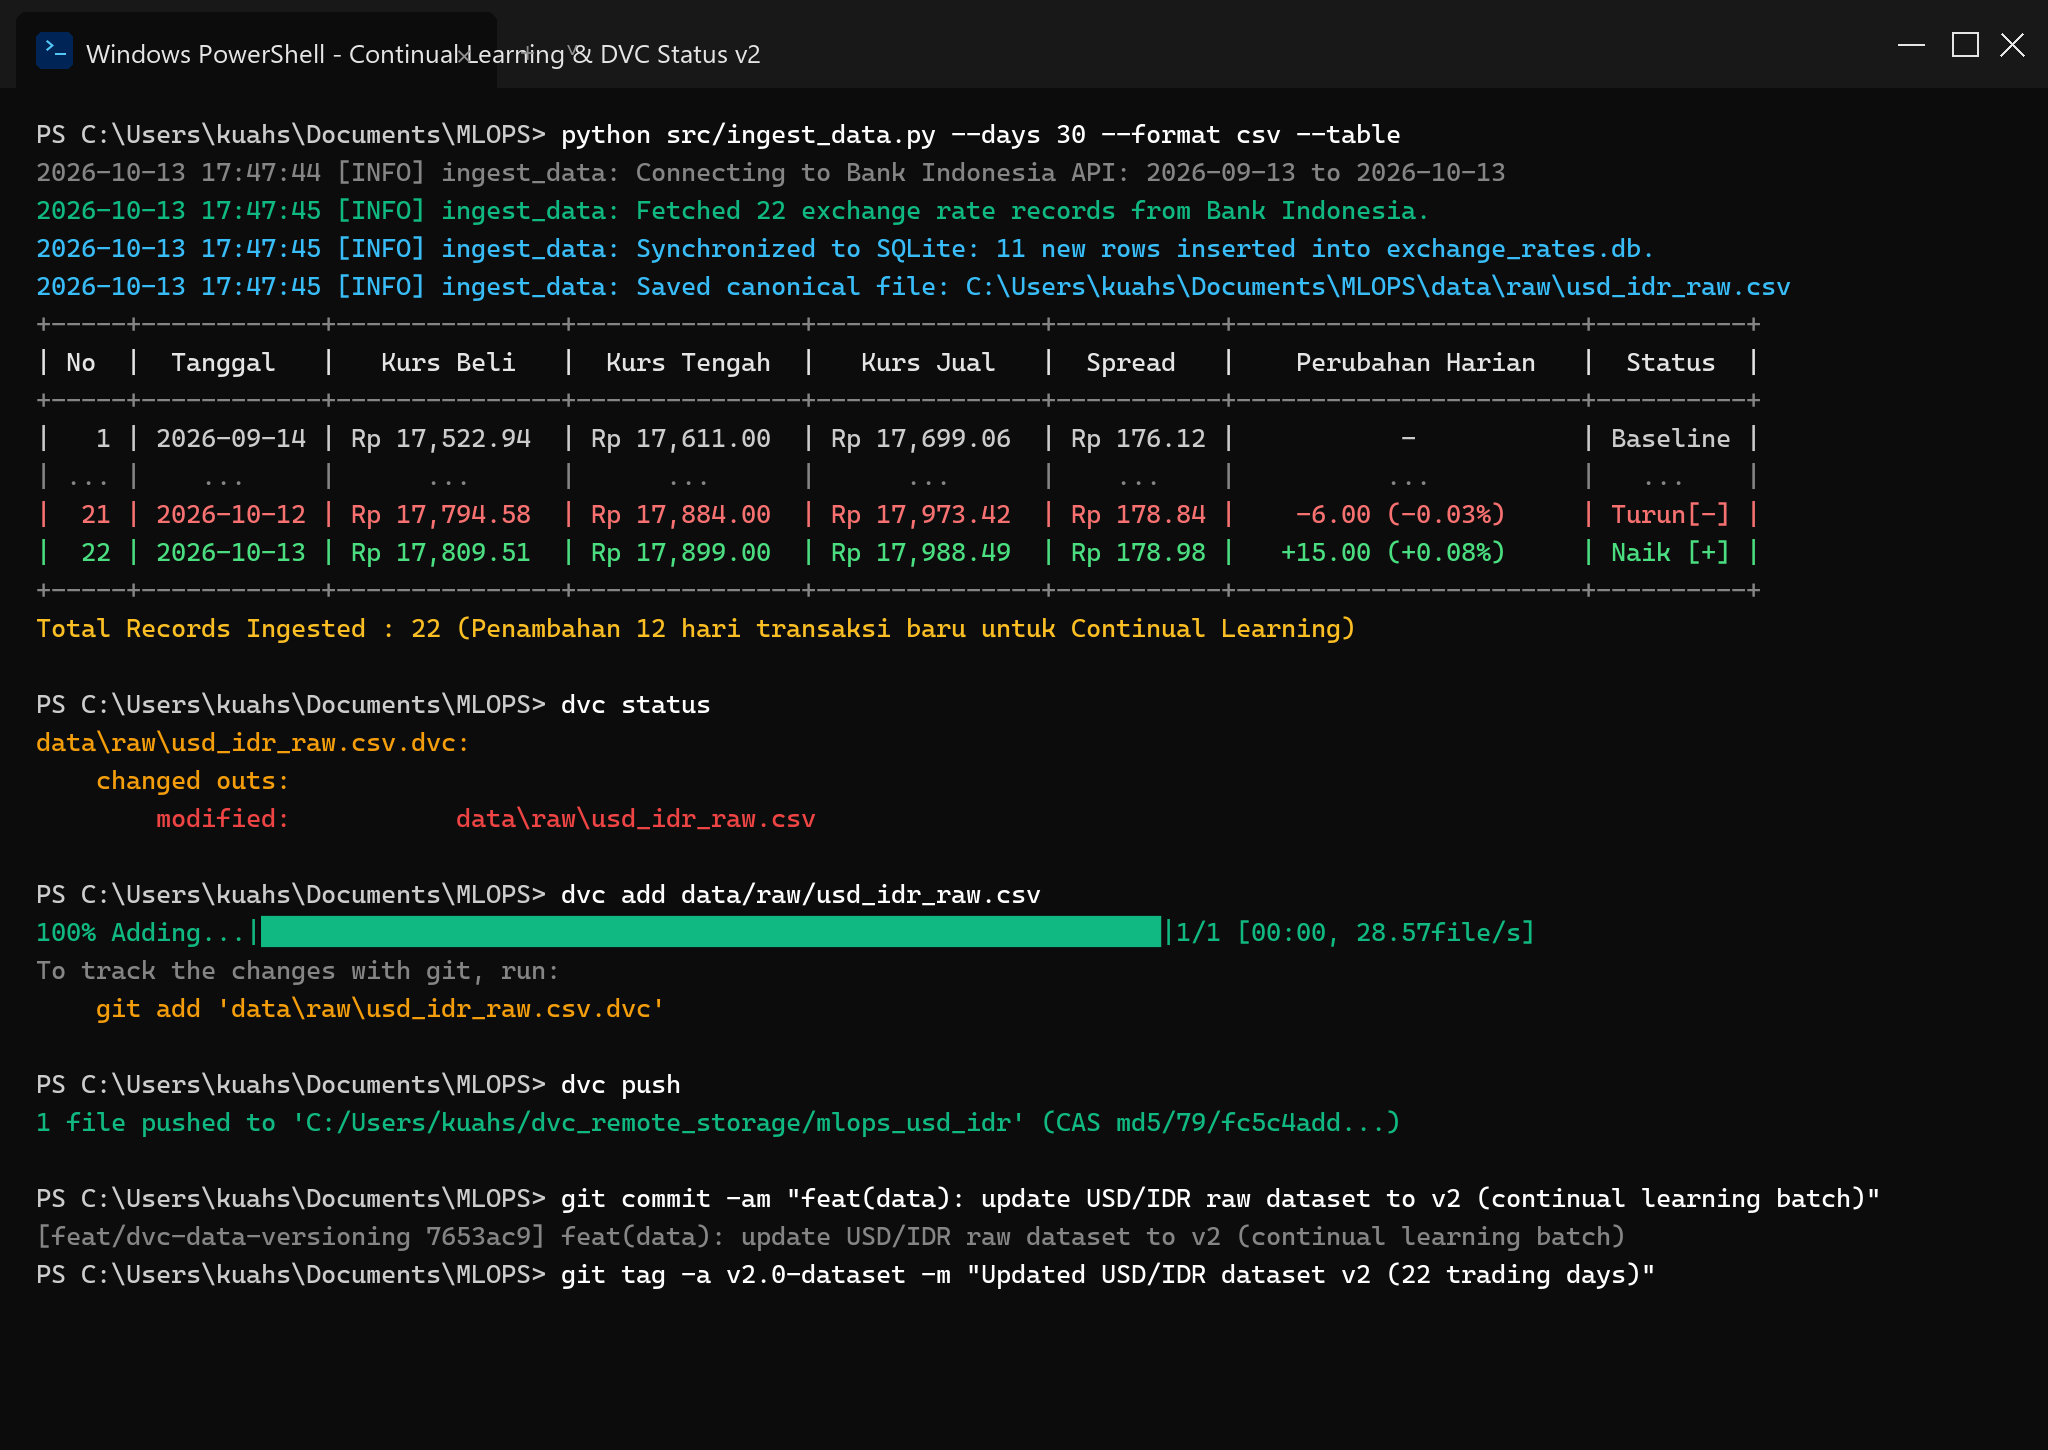 Windows PowerShell - Continual Learning & DVC Status v2
PS C:\Users\kuahs\Documents\MLOPS> python src/ingest_data.py --days 30 --format csv --table
2026-10-13 17:47:44 [INFO] ingest_data: Connecting to Bank Indonesia API: 2026-09-13 to 2026-10-13
2026-10-13 17:47:45 [INFO] ingest_data: Fetched 22 exchange rate records from Bank Indonesia.
2026-10-13 17:47:45 [INFO] ingest_data: Synchronized to SQLite: 11 new rows inserted into exchange_rates.db.
2026-10-13 17:47:45 [INFO] ingest_data: Saved canonical file: C:\Users\kuahs\Documents\MLOPS\data\raw\usd_idr_raw.csv
+-----+------------+---------------+---------------+---------------+-----------+-----------------------+----------+
| No  |  Tanggal   |   Kurs Beli   |  Kurs Tengah  |   Kurs Jual   |  Spread   |    Perubahan Harian   |  Status  |
+-----+------------+---------------+---------------+---------------+-----------+-----------------------+----------+
|   1 | 2026-09-14 | Rp 17,522.94  | Rp 17,611.00  | Rp 17,699.06  | Rp 176.12 |           -           | Baseline |
| ... |    ...     |      ...      |      ...      |      ...      |    ...    |          ...          |   ...    |
|  21 | 2026-10-12 | Rp 17,794.58  | Rp 17,884.00  | Rp 17,973.42  | Rp 178.84 |    -6.00 (-0.03%)     | Turun[-] |
|  22 | 2026-10-13 | Rp 17,809.51  | Rp 17,899.00  | Rp 17,988.49  | Rp 178.98 |   +15.00 (+0.08%)     | Naik [+] |
+-----+------------+---------------+---------------+---------------+-----------+-----------------------+----------+
Total Records Ingested : 22 (Penambahan 12 hari transaksi baru untuk Continual Learning)
PS C:\Users\kuahs\Documents\MLOPS> dvc status
data\raw\usd_idr_raw.csv.dvc:
    changed outs:
        modified:           data\raw\usd_idr_raw.csv
PS C:\Users\kuahs\Documents\MLOPS> dvc add data/raw/usd_idr_raw.csv
100% Adding...|████████████████████████████████████████████████████████████|1/1 [00:00, 28.57file/s]
To track the changes with git, run:
    git add 'data\raw\usd_idr_raw.csv.dvc'
PS C:\Users\kuahs\Documents\MLOPS> dvc push
1 file pushed to 'C:/Users/kuahs/dvc_remote_storage/mlops_usd_idr' (CAS md5/79/fc5c4add...)
PS C:\Users\kuahs\Documents\MLOPS> git commit -am "feat(data): update USD/IDR raw dataset to v2 (continual learning batch)"
[feat/dvc-data-versioning 7653ac9] feat(data): update USD/IDR raw dataset to v2 (continual learning batch)
PS C:\Users\kuahs\Documents\MLOPS> git tag -a v2.0-dataset -m "Updated USD/IDR dataset v2 (22 trading days)"